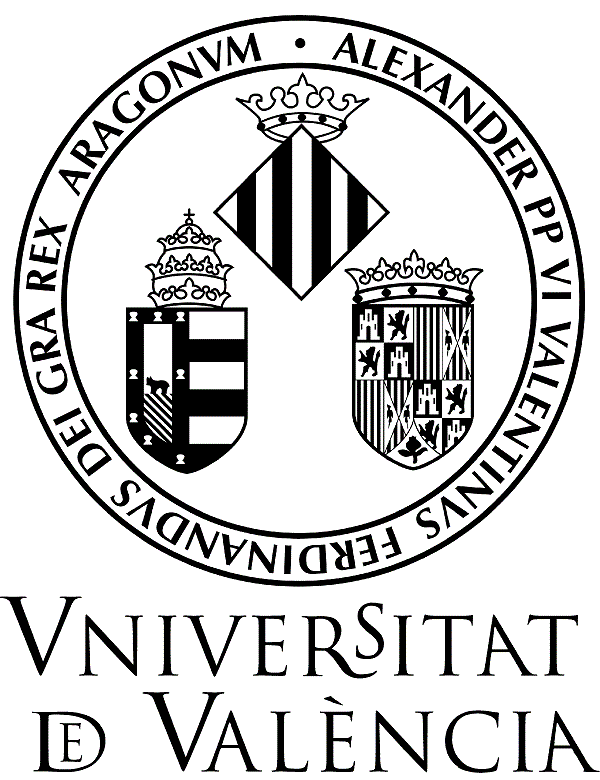 ALEXANDER PP VI VALENTINVS FERDINANDVS DEI GRA REX ARAGONVM •
VNIVERSITAT
DE VALÈNCIA